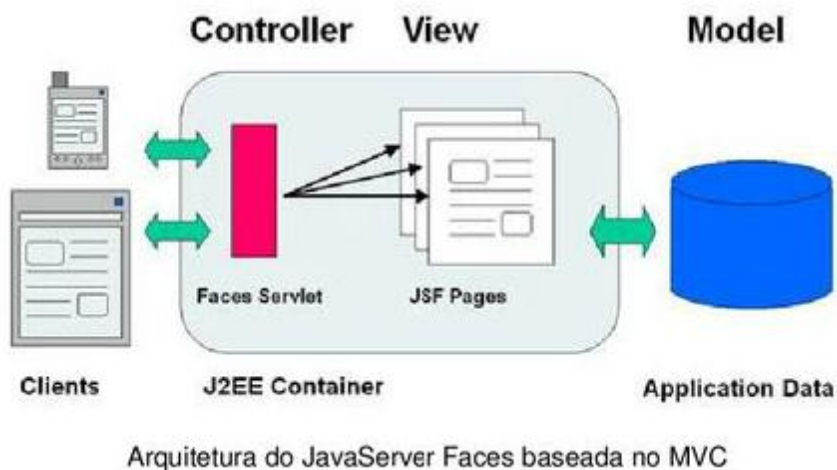 Controller View Model
Faces Servlet JSF Pages
Clients J2EE Container Application Data
Arquitetura do JavaServer Faces baseada no MVC